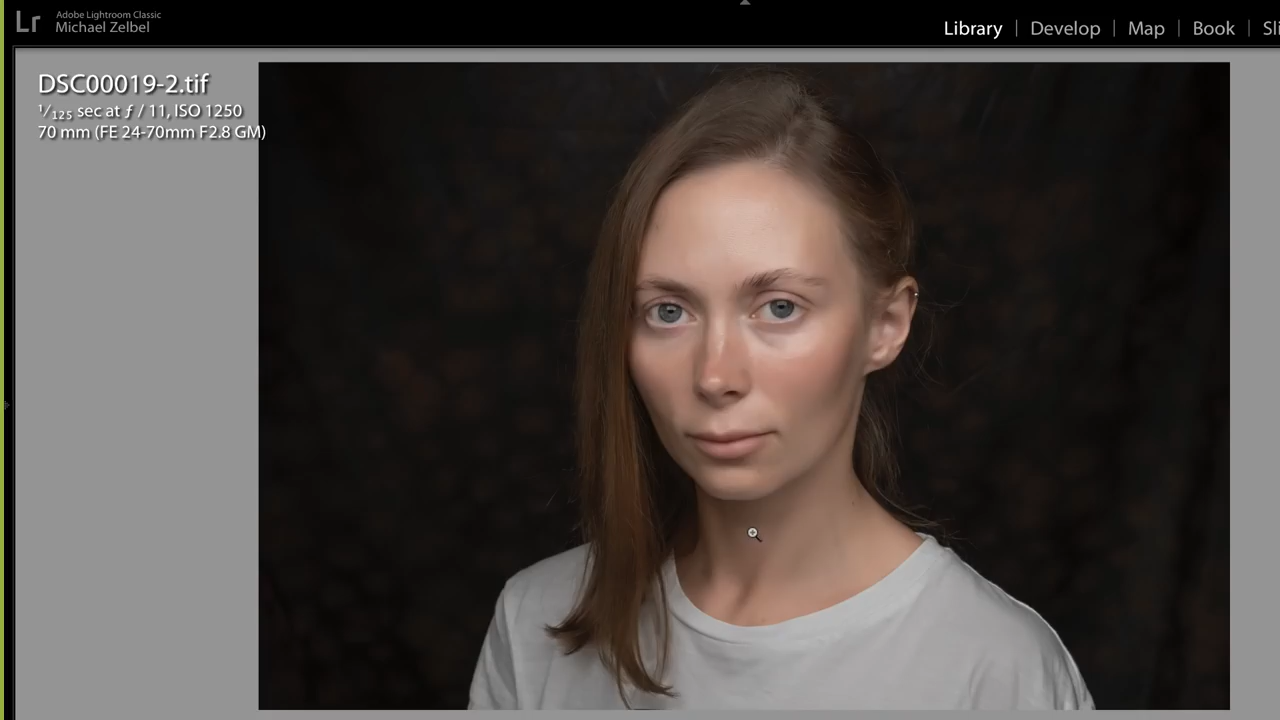 Lr
Adobe Lightroom Classic
Michael Zelbel
Library | Develop | Map | Book | Sli
DSC00019-2.tif
1/125 sec at ƒ / 11, ISO 1250
70 mm (FE 24-70mm F2.8 GM)